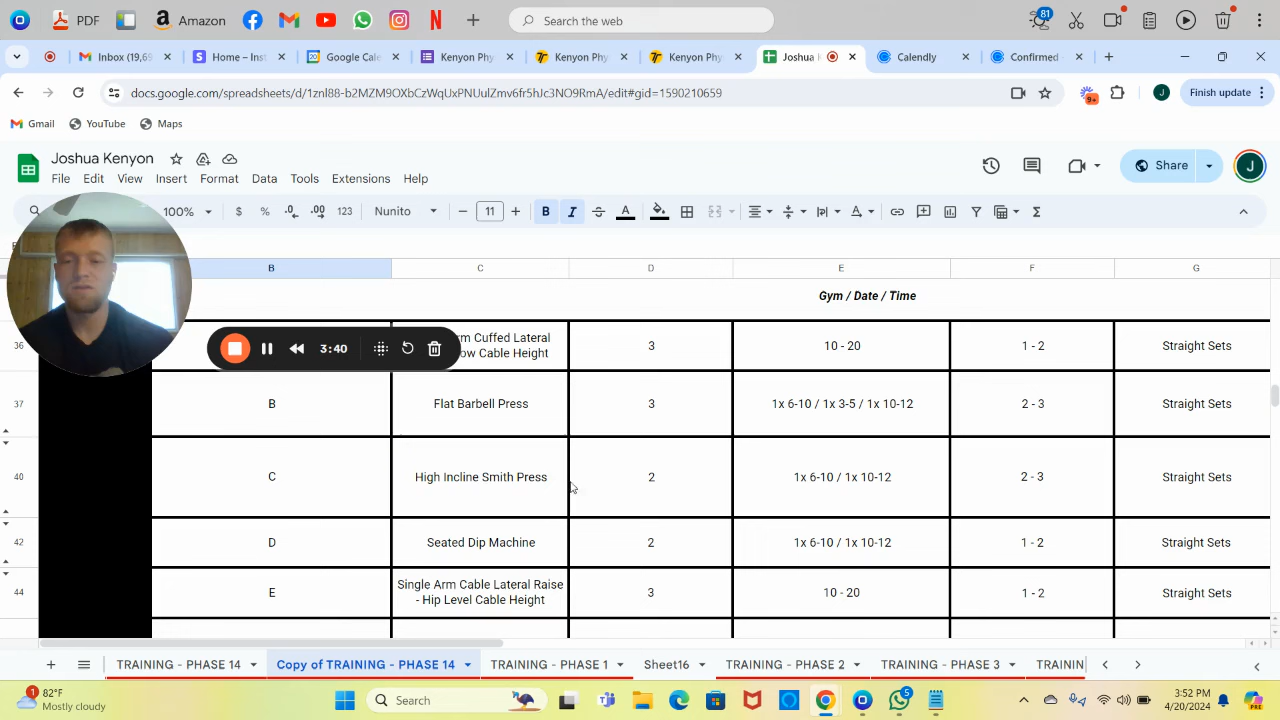 PDF
Amazon
Search the web
81
Inbox (19,69
Home – Inst
Google Cale
Kenyon Phy
Kenyon Phy
Kenyon Phy
Joshua
Calendly
Confirmed
docs.google.com/spreadsheets/d/1znl88-b2MZM9OXbCzWqUxPNUulZmv6fr5hJc3NO9RmA/edit#gid=1590210659
9+
J
Finish update
Gmail
YouTube
Maps
Joshua Kenyon
Share
J
File Edit View Insert Format Data Tools Extensions Help
100%
$ % .0 .00 123
Nunito
11
B I A
B C D E F G
Gym / Date / Time
36
rm Cuffed Lateral
ow Cable Height
3
10 - 20
1 - 2
Straight Sets
3:40
37
B
Flat Barbell Press
3
1x 6-10 / 1x 3-5 / 1x 10-12
2 - 3
Straight Sets
40
C
High Incline Smith Press
2
1x 6-10 / 1x 10-12
2 - 3
Straight Sets
42
D
Seated Dip Machine
2
1x 6-10 / 1x 10-12
1 - 2
Straight Sets
44
E
Single Arm Cable Lateral Raise
- Hip Level Cable Height
3
10 - 20
1 - 2
Straight Sets
TRAINING - PHASE 14
Copy of TRAINING - PHASE 14
TRAINING - PHASE 1
Sheet16
TRAINING - PHASE 2
TRAINING - PHASE 3
TRAININ
1
82°F
Mostly cloudy
Search
5
3:52 PM
4/20/2024
PRE